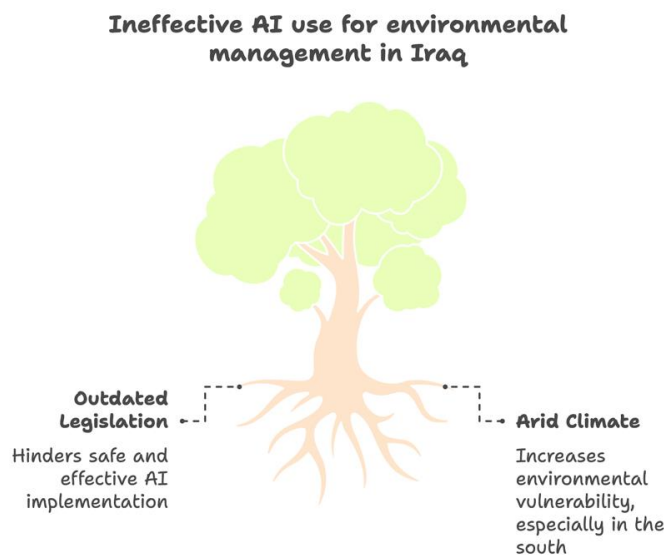 Ineffective AI use for environmental
management in Iraq
Outdated
Legislation
Hinders safe and
effective AI
implementation
Arid Climate
Increases
environmental
vulnerability,
especially in the
south